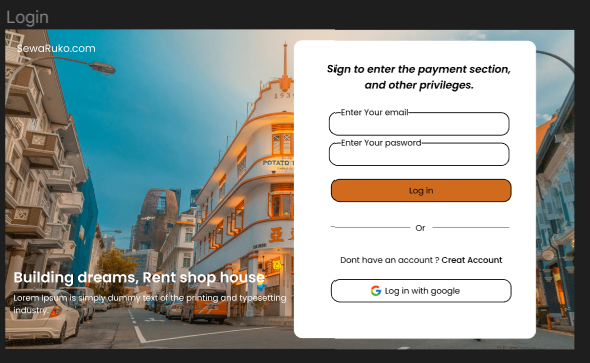 Login
SewaRuko.com
Sign to enter the payment section,
and other privileges.
Enter Your email
Enter Your pasword
Log in
Or
Dont have an account ? Creat Account
Log in with google
Building dreams, Rent shop house
Lorem Ipsum is simply dummy text of the printing and typesetting
industry.
193
POTATO